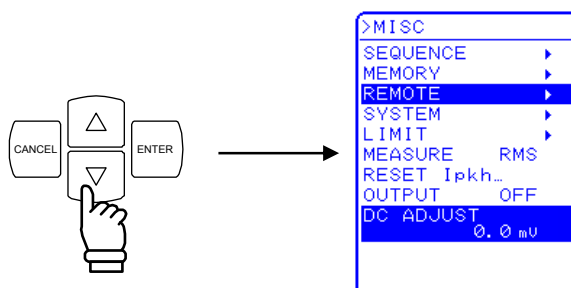 CANCEL
ENTER
>MISC
SEQUENCE
MEMORY
REMOTE
SYSTEM
LIMIT
MEASURE RMS
RESET Ipkh…
OUTPUT OFF
DC ADJUST
0.0 mV